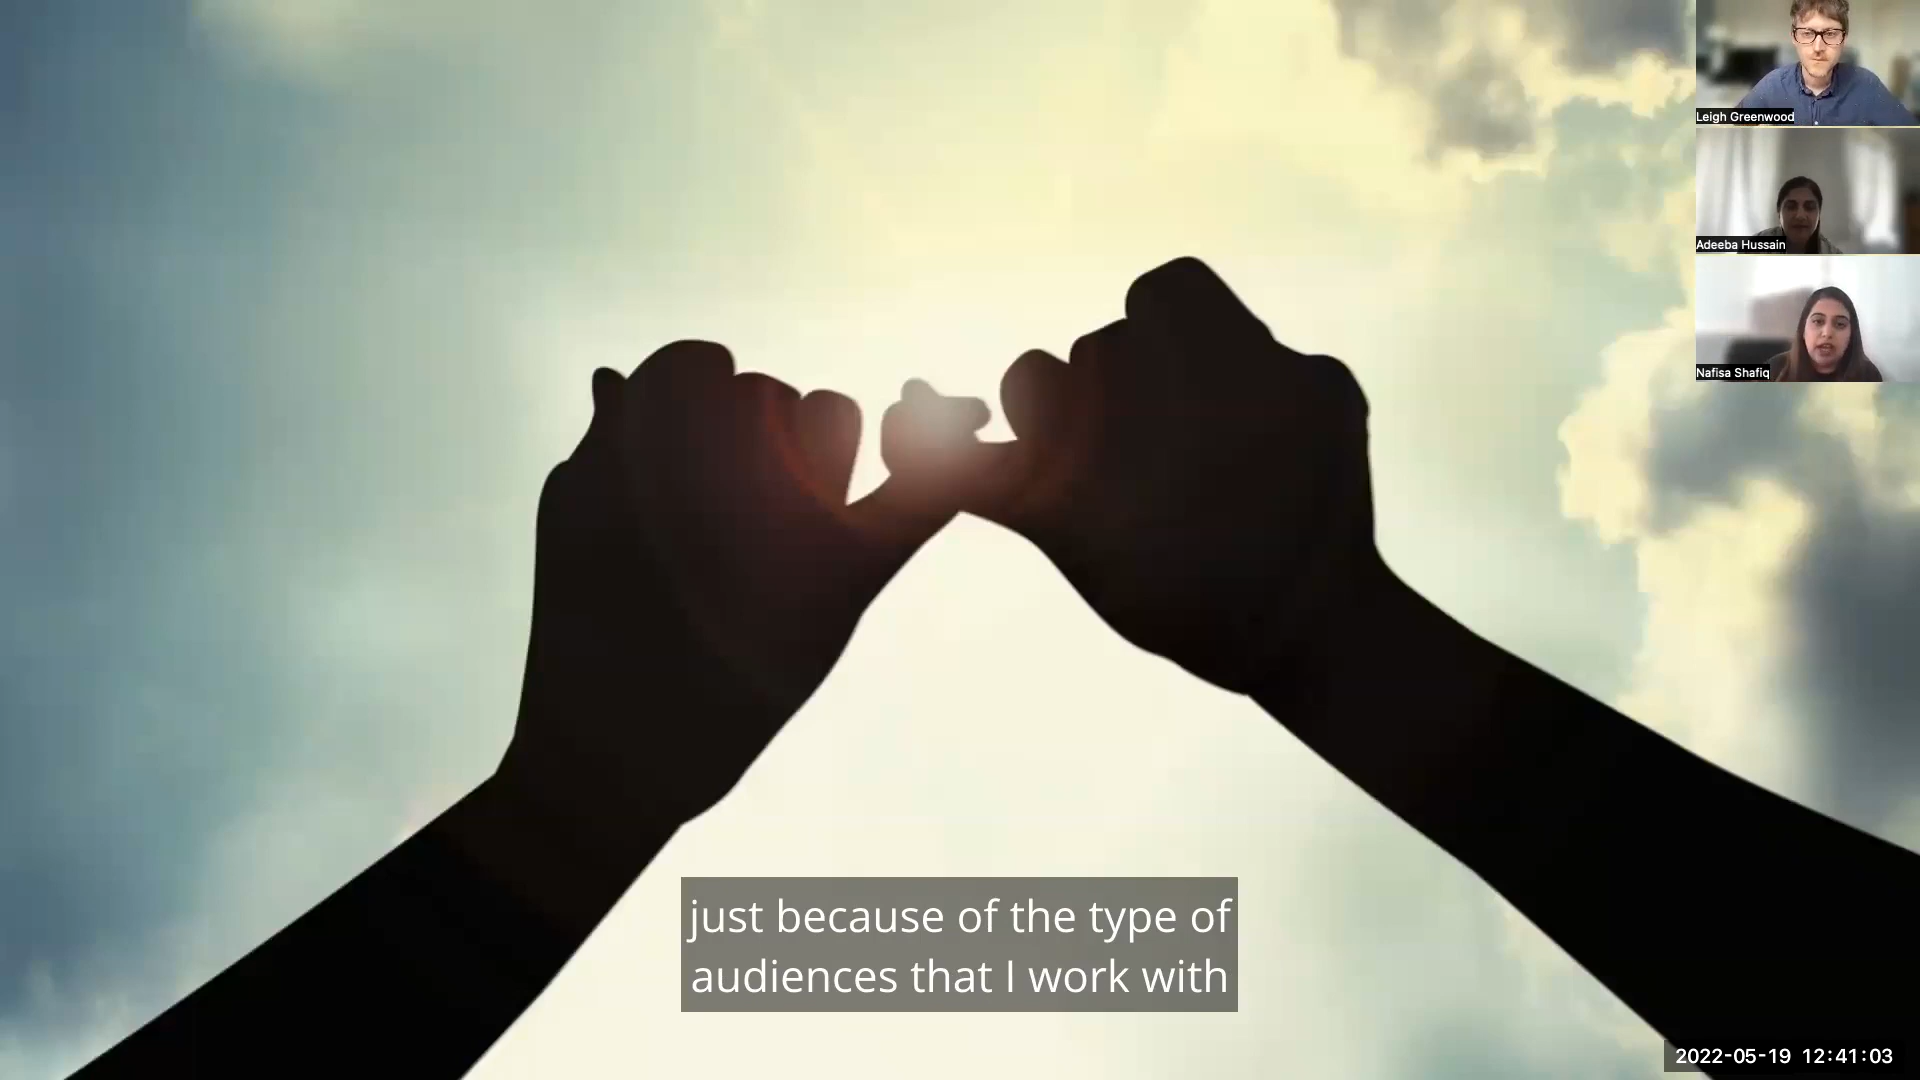 Leigh Greenwood
Adeeba Hussain
Nafisa Shafiq
just because of the type of
audiences that I work with
2022-05-19 12:41:03